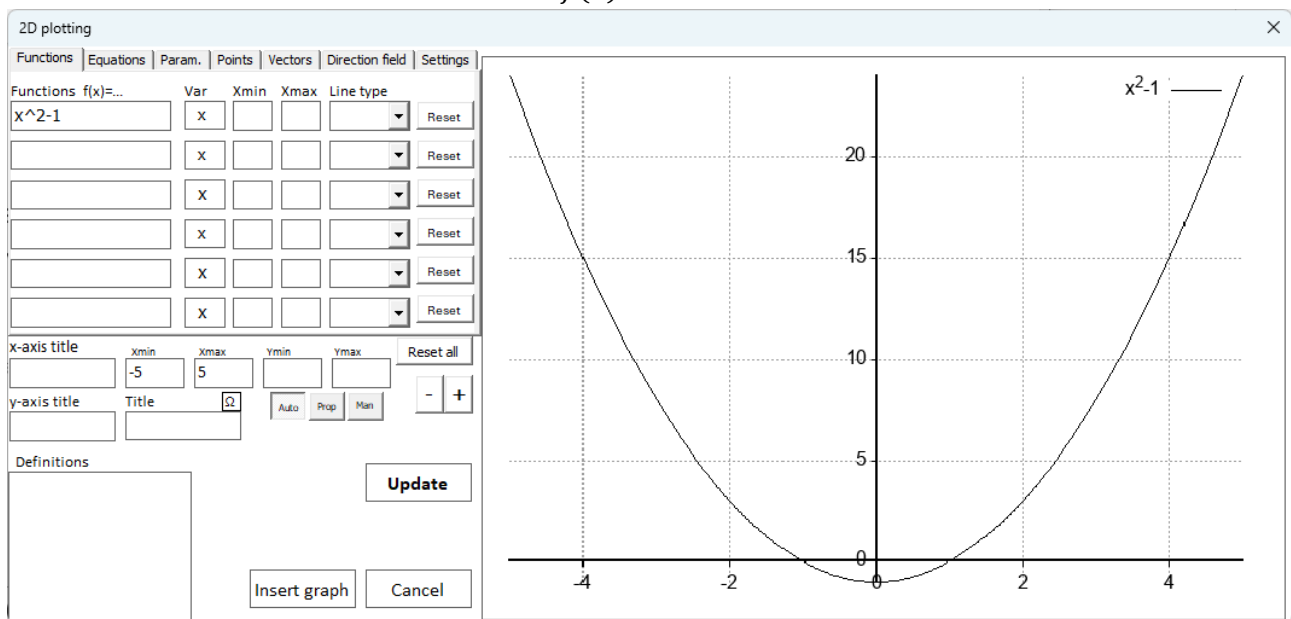 2D plotting
Functions Equations Param. Points Vectors Direction field Settings
Functions f(x)=... Var Xmin Xmax Line type
x^2-1 x Reset
x Reset
x Reset
x Reset
x Reset
x Reset
x-axis title Xmin Xmax Ymin Ymax Reset all
-5 5
y-axis title Title Ω Auto Prop Man - +
Definitions
Update
Insert graph Cancel
x²-1
20
15
10
5
0
-4 -2 0 2 4